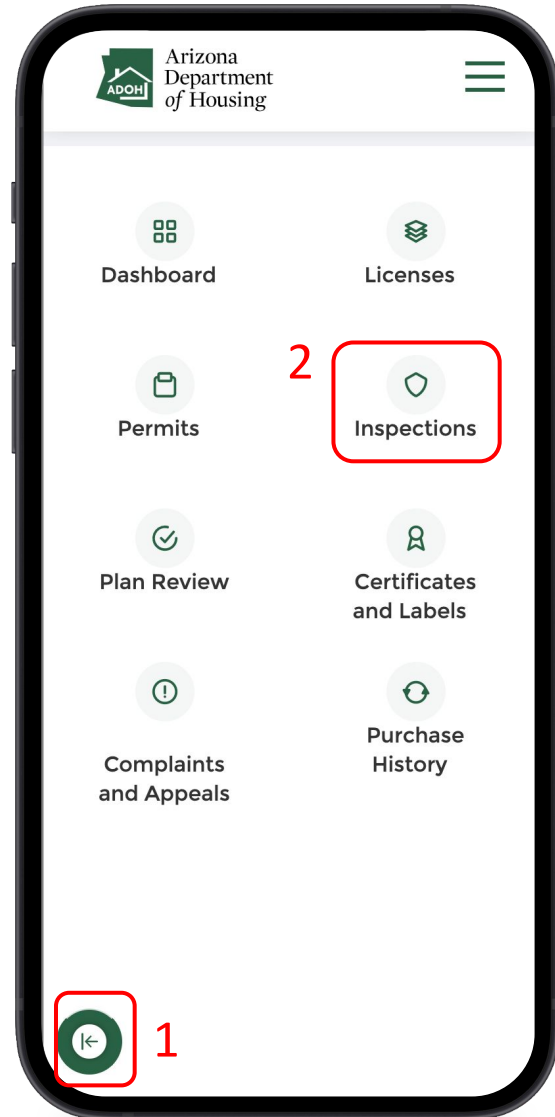 ADOH
Arizona
Department
of Housing
Dashboard
Licenses
2
Permits
Inspections
Plan Review
Certificates
and Labels
Complaints
and Appeals
Purchase
History
1